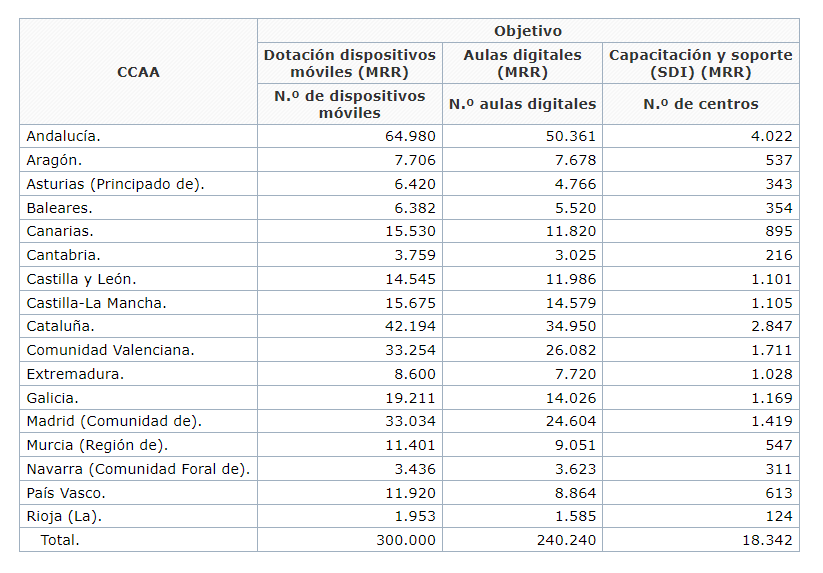 Objetivo
CCAA
Dotación dispositivos móviles (MRR) Aulas digitales (MRR) Capacitación y soporte (SDI) (MRR)
N.º de dispositivos móviles N.º aulas digitales N.º de centros
Andalucía. 64.980 50.361 4.022
Aragón. 7.706 7.678 537
Asturias (Principado de). 6.420 4.766 343
Baleares. 6.382 5.520 354
Canarias. 15.530 11.820 895
Cantabria. 3.759 3.025 216
Castilla y León. 14.545 11.986 1.101
Castilla-La Mancha. 15.675 14.579 1.105
Cataluña. 42.194 34.950 2.847
Comunidad Valenciana. 33.254 26.082 1.711
Extremadura. 8.600 7.720 1.028
Galicia. 19.211 14.026 1.169
Madrid (Comunidad de). 33.034 24.604 1.419
Murcia (Región de). 11.401 9.051 547
Navarra (Comunidad Foral de). 3.436 3.623 311
País Vasco. 11.920 8.864 613
Rioja (La). 1.953 1.585 124
Total. 300.000 240.240 18.342